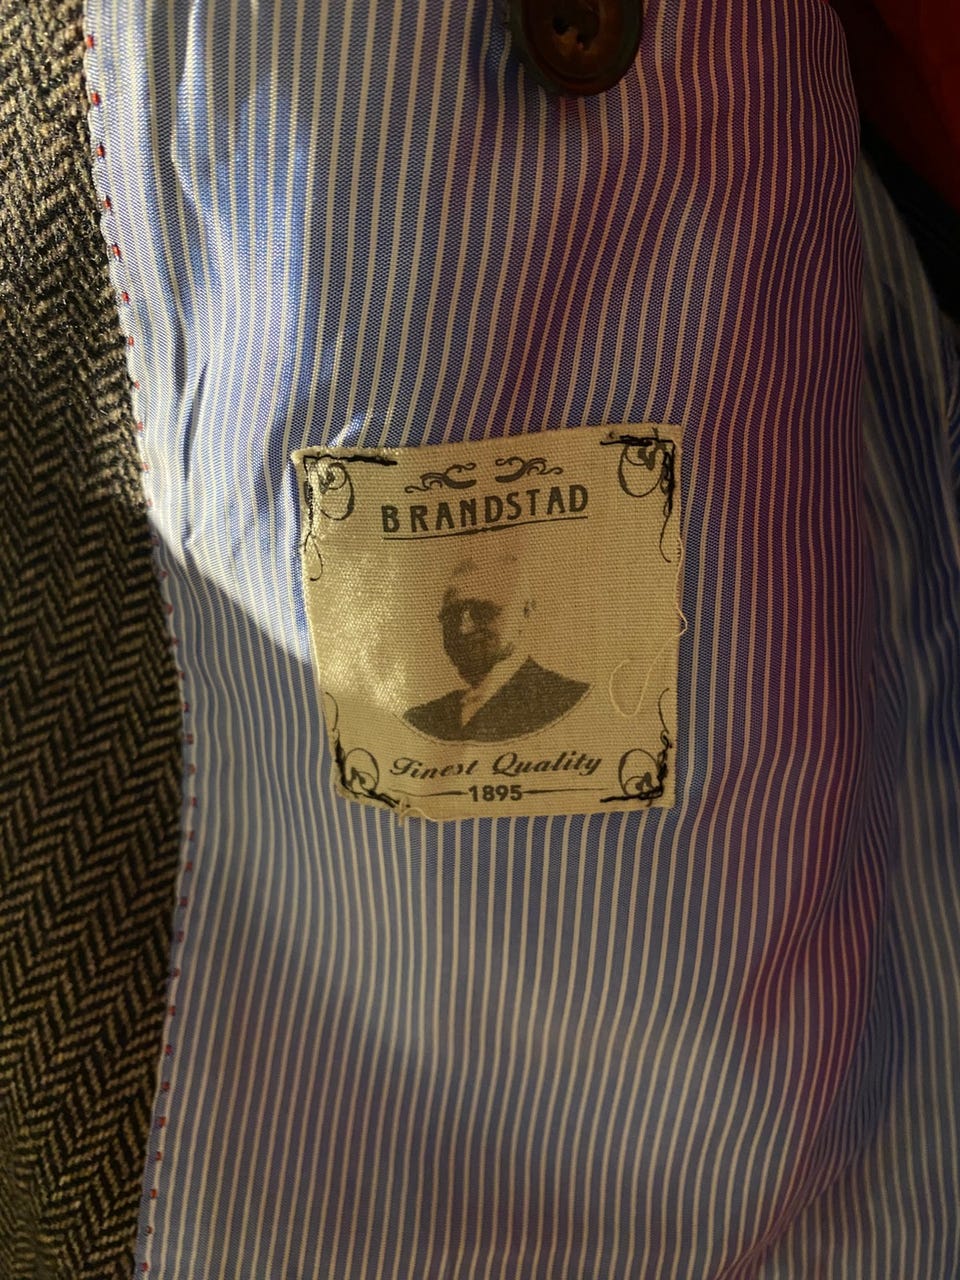 BRANDSTAD
Finest Quality
1895